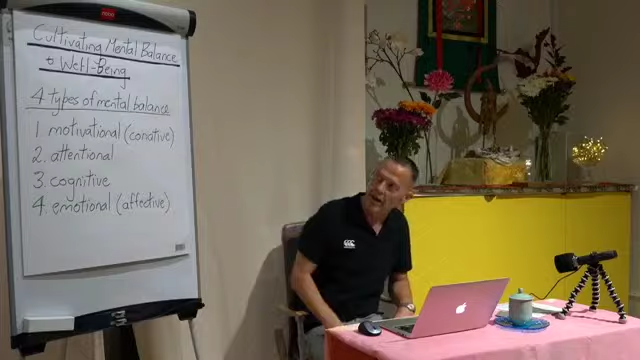 Cultivating Mental Balance
& Well-Being
4 types of mental balance
1 motivational (conative)
2. attentional
3. cognitive
4. emotional (affective)
CCC